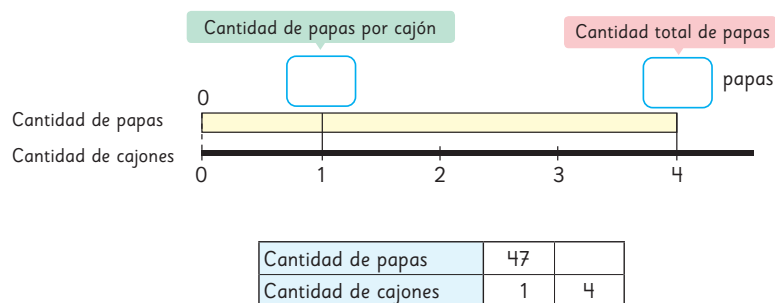 Cantidad de papas por cajón
Cantidad total de papas
papas
0
Cantidad de papas
Cantidad de cajones
0 1 2 3 4
Cantidad de papas 47
Cantidad de cajones 1 4